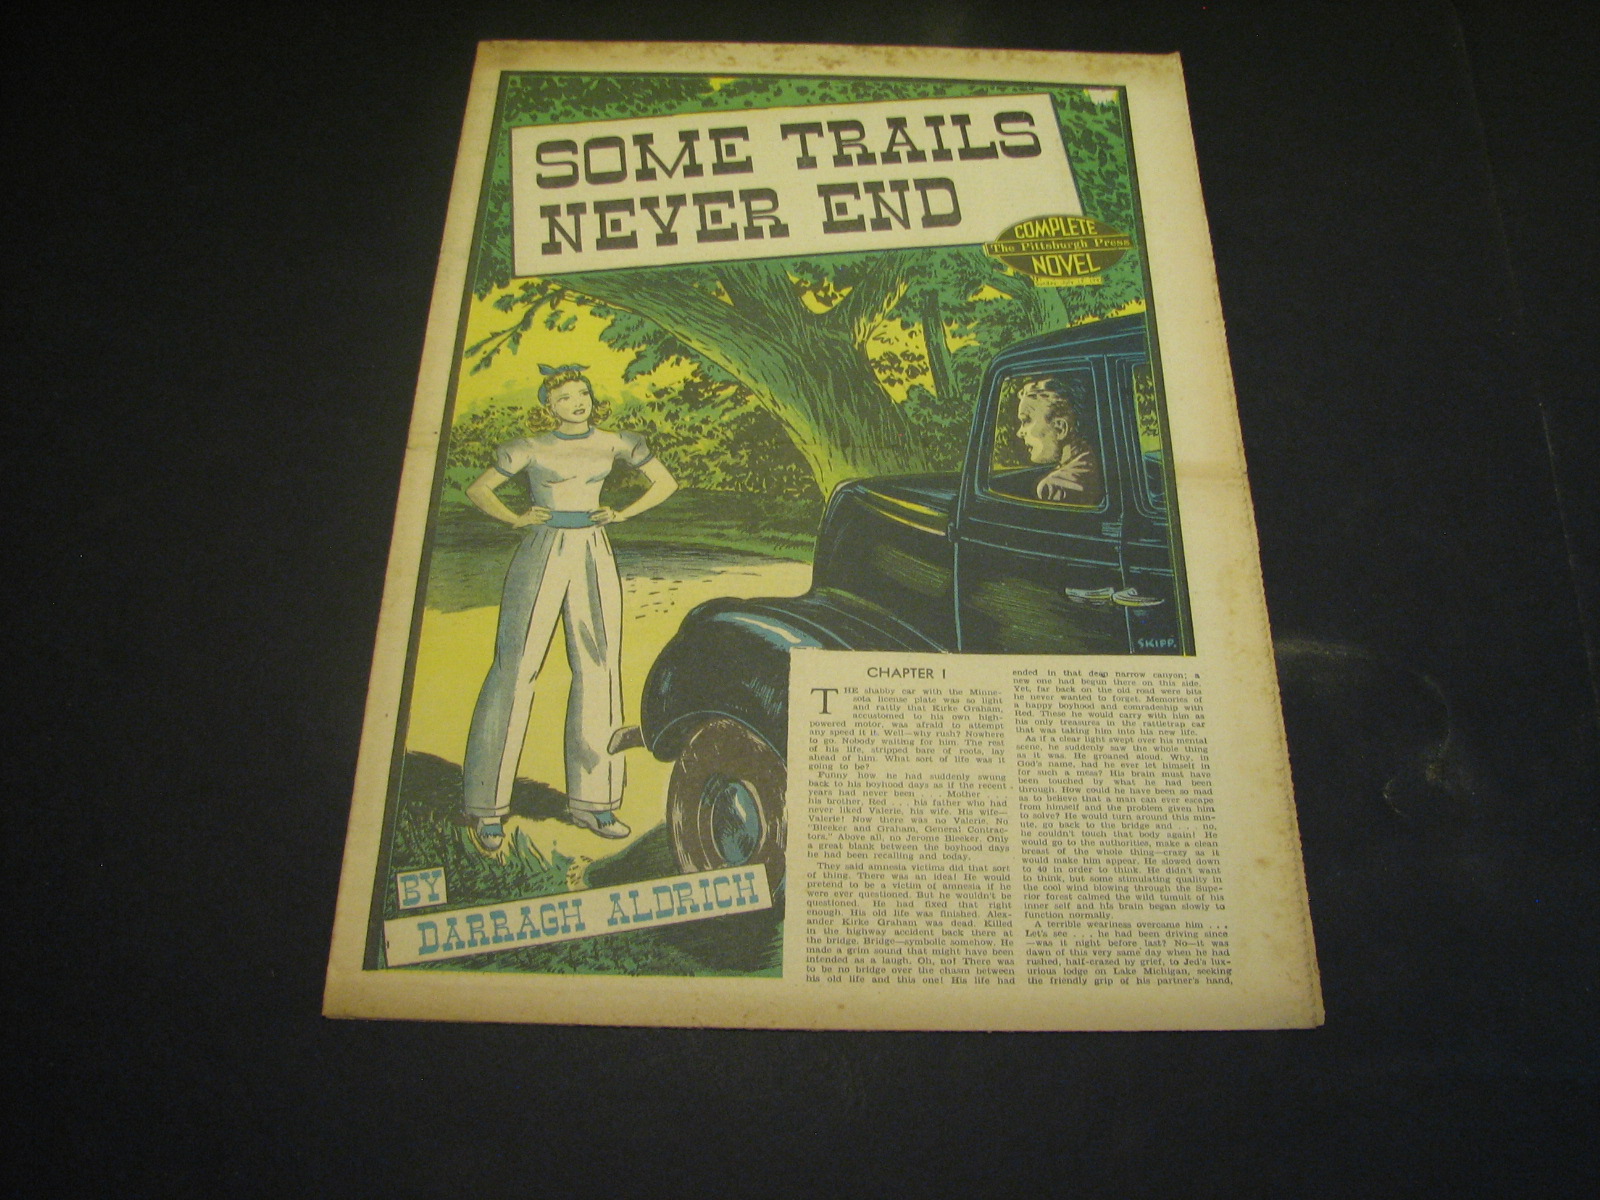 SOME TRAILS
NEVER END
COMPLETE
The Pittsburgh Press
NOVEL
SKIPP.
BY
DARRAGH ALDRICH
CHAPTER 1
THE shabby car with the Minne-
sota license plate was so light
and rattly that Kirke Graham,
accustomed to his own high-
powered motor, was afraid to attempt
any speed it it. Well—why rush? Nowhere
to go. Nobody waiting for him. The rest
of his life, stripped bare of roots, lay
ahead of him. What sort of life was it
going to be?
Funny how he had suddenly swung
back to his boyhood days as if the recent
years had never been . . . Mother . . .
his brother, Red . . . his father who had
never liked Valerie, his wife. His wife—
Valerie! Now there was no Valerie. No
"Bleeker and Graham, General Contrac-
tors." Above all, no Jerome Bleeker. Only
a great blank between the boyhood days
he had been recalling and today.
They said amnesia victims did that sort
of thing. There was an idea! He would
pretend to be a victim of amnesia if he
were ever questioned. But he wouldn't be
questioned. He had fixed that right
enough. His old life was finished. Alex-
ander Kirke Graham was dead. Killed
in the highway accident back there at
the bridge. Bridge—symbolic somehow. He
made a grim sound that might have been
intended as a laugh. Oh, no! There was
to be no bridge over the chasm between
his old life and this one! His life had
ended in that deep narrow canyon; a
new one had begun there on this side.
Yet, far back on the old road were bits
he never wanted to forget. Memories of
a happy boyhood and comradeship with
Red. These he would carry with him as
his only treasures in the rattletrap car
that was taking him into his new life.
As if a clear light swept over his mental
scene, he suddenly saw the whole thing
as it was. He groaned aloud. Why, in
God's name, had he ever let himself in
for such a mess? His brain must have
been touched by what he had been
through. How could he have been so mad
as to believe that a man can ever escape
from himself and the problem given him
to solve? He would turn around this min-
ute, go back to the bridge and . . . no,
he couldn't touch that body again! He
would go to the authorities, make a clean
breast of the whole thing—crazy as it
would make him appear. He slowed down
to 40 in order to think. He didn't want
to think, but some stimulating quality in
the cool wind blowing through the Supe-
rior forest calmed the wild tumult of his
inner self and his brain began slowly to
function normally.
A terrible weariness overcame him . . .
Let's see . . . he had been driving since
—was it night before last? No—it was
dawn of this very same day when he had
rushed, half-crazed by grief, to Jed's lux-
urious lodge on Lake Michigan, seeking
the friendly grip of his partner's hand,